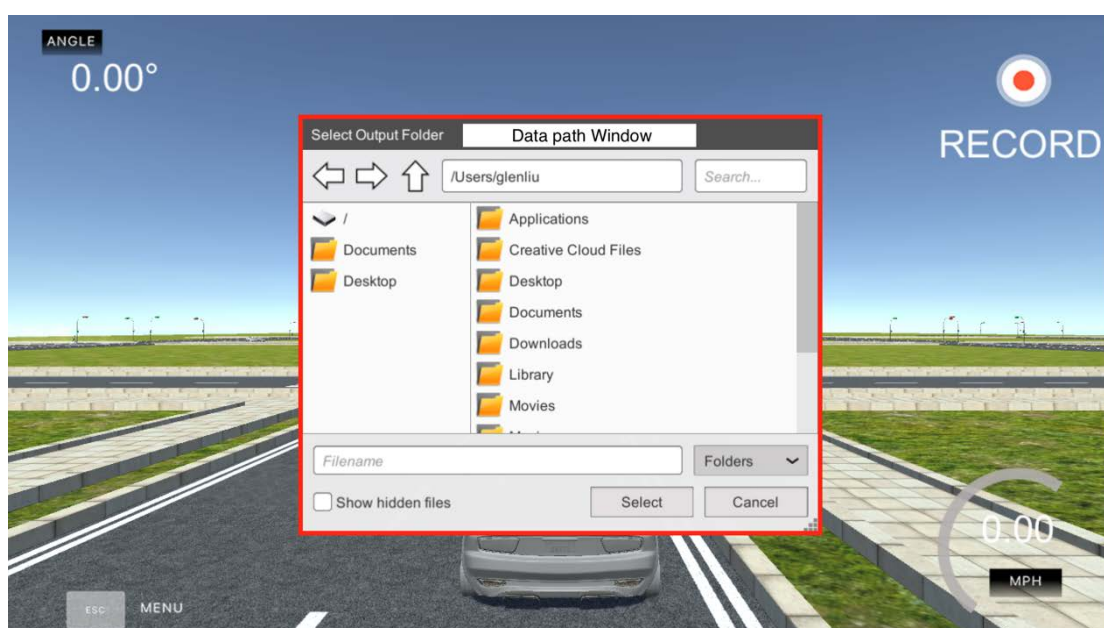 ANGLE
0.00°
RECORD
Select Output Folder
Data path Window
/Users/glenliu
Search...
/
Documents
Desktop
Applications
Creative Cloud Files
Desktop
Documents
Downloads
Library
Movies
Filename
Folders
Show hidden files
Select
Cancel
0.00
MPH
ESC
MENU